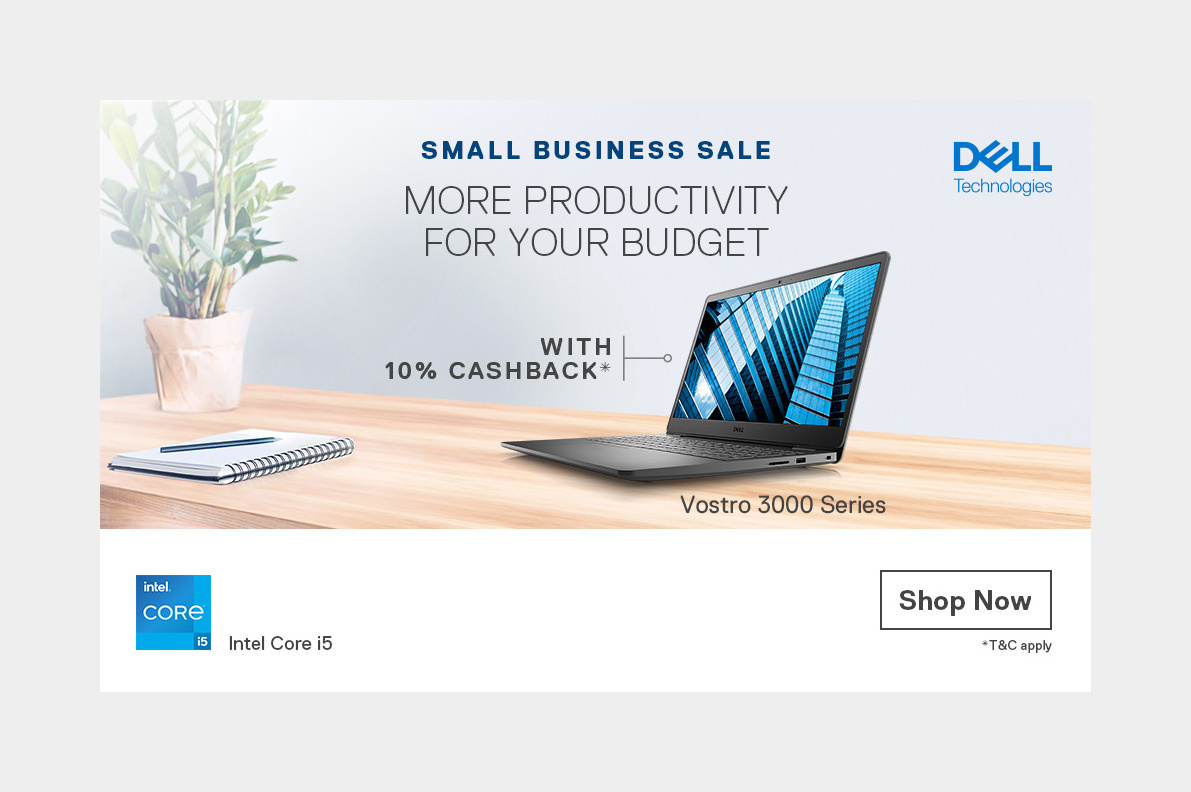 SMALL BUSINESS SALE
DELL
Technologies
MORE PRODUCTIVITY
FOR YOUR BUDGET
WITH
10% CASHBACK*
DELL
Vostro 3000 Series
intel.
CORE
i5
Intel Core i5
Shop Now
*T&C apply